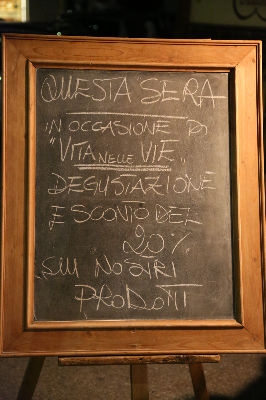 QUESTA SERA
IN OCCASIONE DI
"VITA NELLE VIE„
DEGUSTAZIONE
E SCONTO DEL
20%
SUI NOSTRI
PRODOTTI